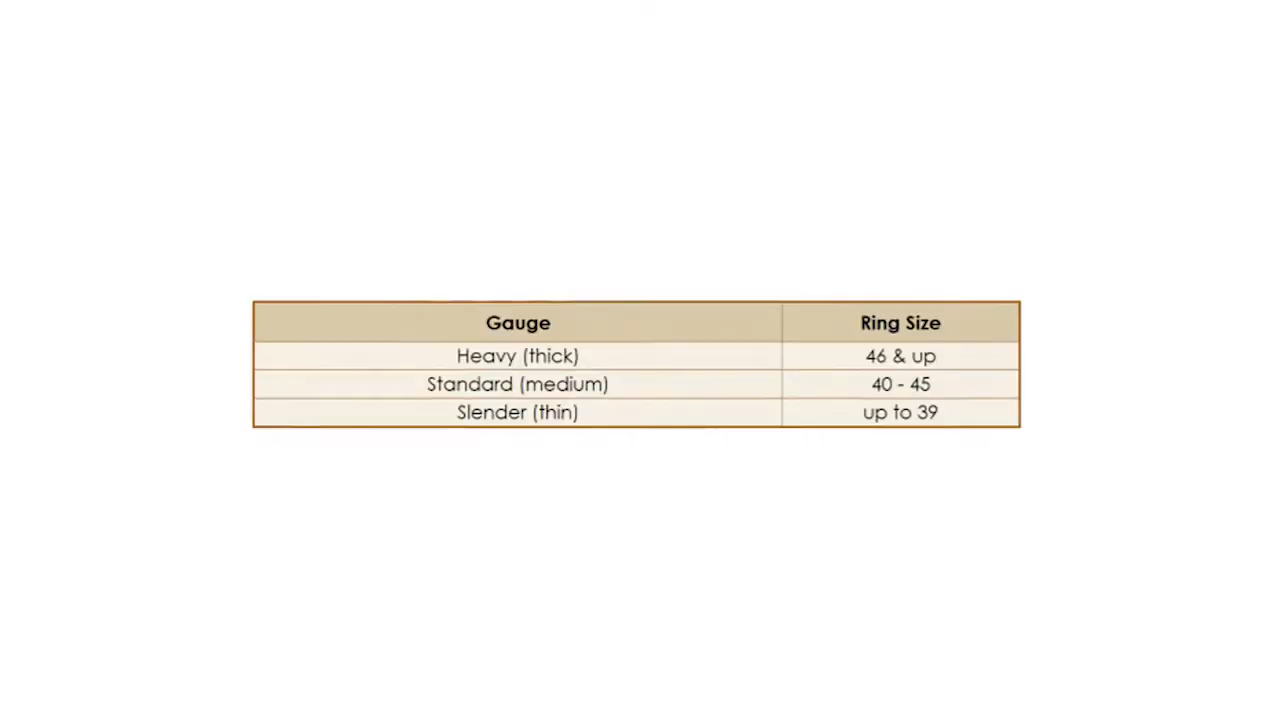 Gauge Ring Size
Heavy (thick) 46 & up
Standard (medium) 40 - 45
Slender (thin) up to 39